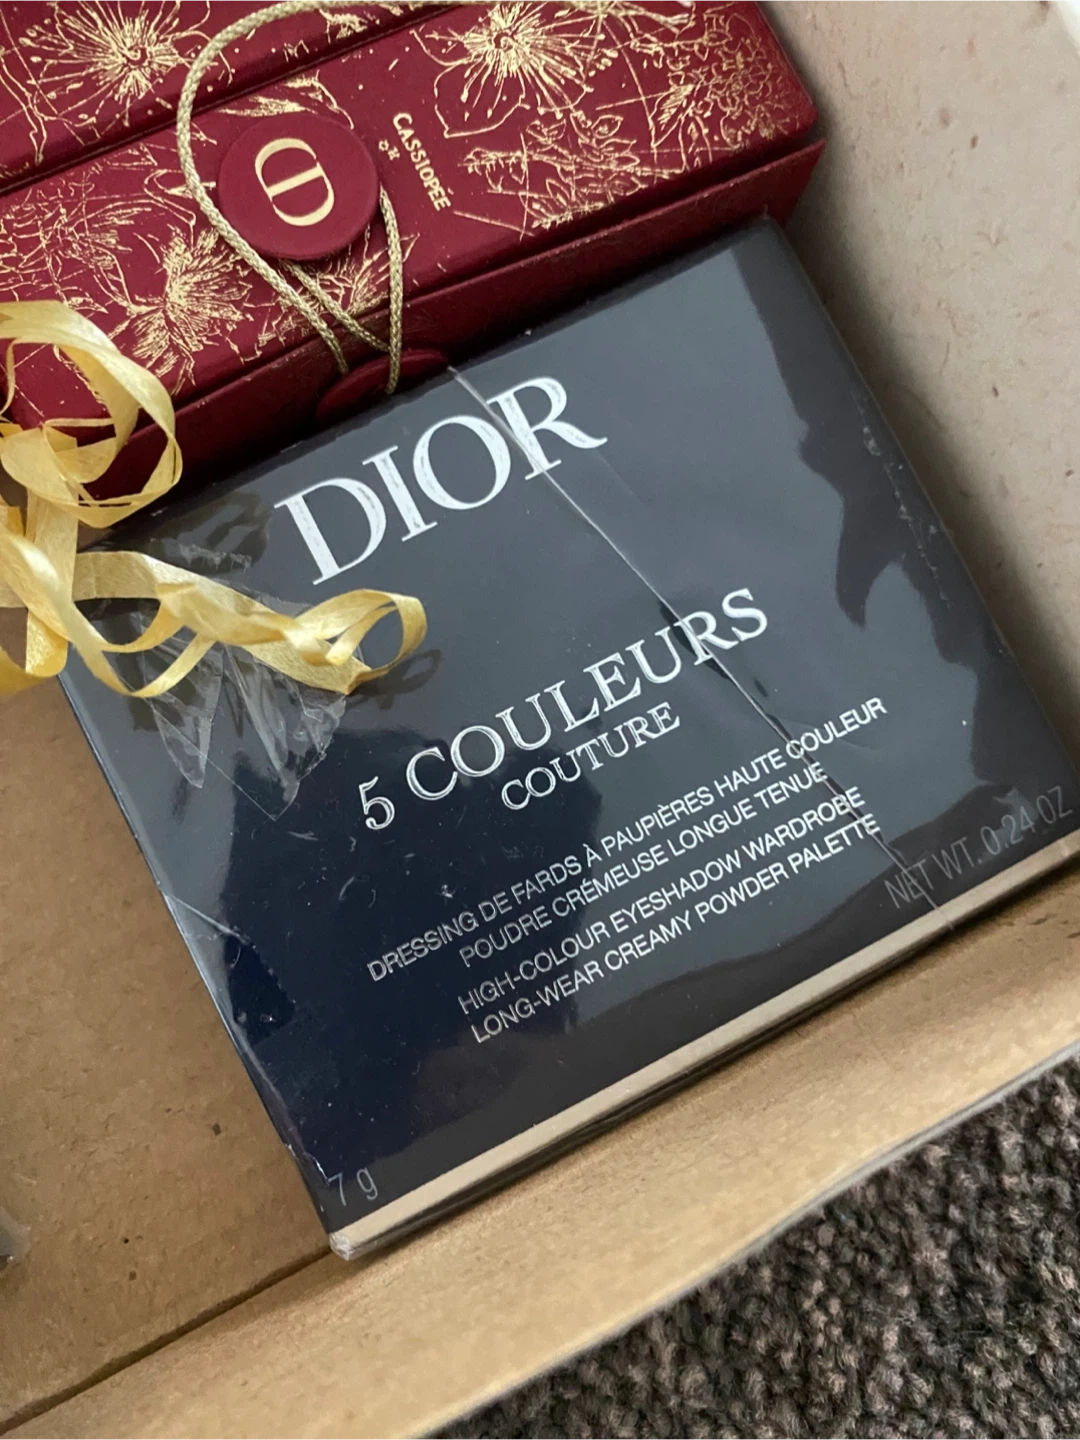 CASSIOPÉE
DIOR
5 COULEURS
COUTURE
DRESSING DE FARDS À PAUPIÈRES HAUTE COULEUR
POUDRE CRÉMEUSE LONGUE TENUE
HIGH-COLOUR EYESHADOW WARDROBE
LONG-WEAR CREAMY POWDER PALETTE
7 g
NET WT. 0.24 OZ